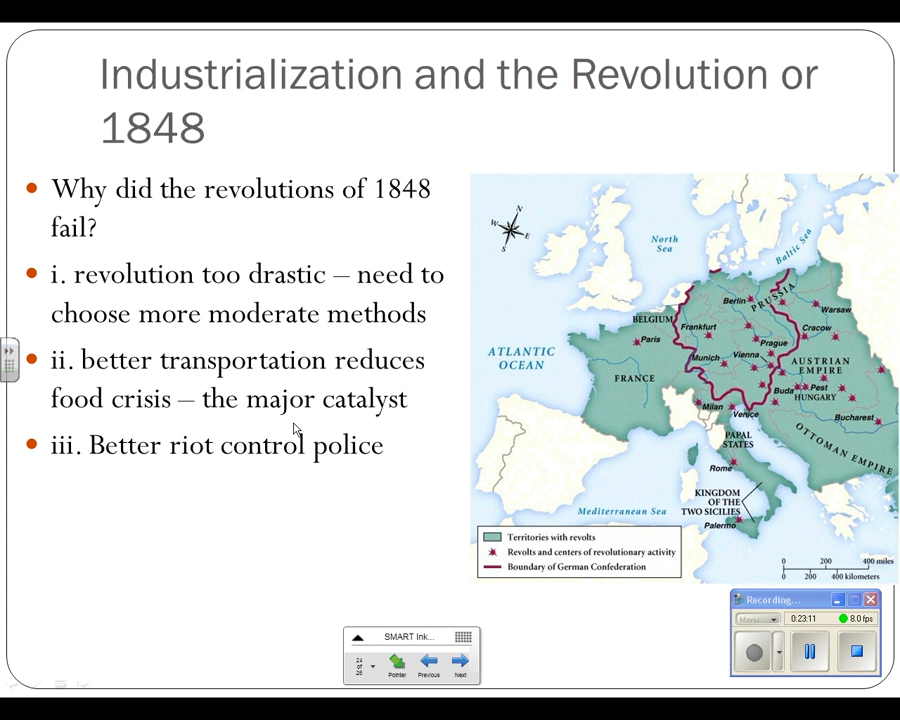 Industrialization and the Revolution or
1848
• Why did the revolutions of 1848
fail?
• i. revolution too drastic – need to
choose more moderate methods
• ii. better transportation reduces
food crisis – the major catalyst
• iii. Better riot control police
N
W
E
S
North
Sea
Baltic Sea
ATLANTIC
OCEAN
BELGIUM
Berlin
PRUSSIA
Warsaw
Frankfurt
Paris
Prague
Cracow
Munich
Vienna
AUSTRIAN
EMPIRE
FRANCE
Buda
Pest
HUNGARY
Milan
Venice
Bucharest
PAPAL
STATES
OTTOMAN EMPIRE
Rome
KINGDOM
OF THE
TWO SICILIES
Mediterranean Sea
Palermo
Territories with revolts
Revolts and centers of revolutionary activity
Boundary of German Confederation
0 200 400 miles
0 200 400 kilometers
Recording...
Menu
0:23:11
8.0 fps
SMART Ink...
24
of
26
Pointer
Previous
Next